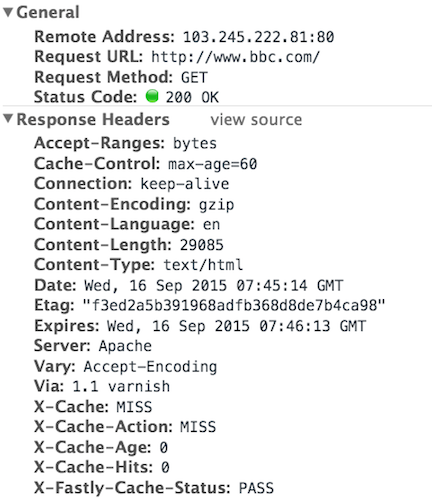 General
Remote Address: 103.245.222.81:80
Request URL: http://www.bbc.com/
Request Method: GET
Status Code: 200 OK
Response Headers view source
Accept-Ranges: bytes
Cache-Control: max-age=60
Connection: keep-alive
Content-Encoding: gzip
Content-Language: en
Content-Length: 29085
Content-Type: text/html
Date: Wed, 16 Sep 2015 07:45:14 GMT
Etag: "f3ed2a5b391968adfb368d8de7b4ca98"
Expires: Wed, 16 Sep 2015 07:46:13 GMT
Server: Apache
Vary: Accept-Encoding
Via: 1.1 varnish
X-Cache: MISS
X-Cache-Action: MISS
X-Cache-Age: 0
X-Cache-Hits: 0
X-Fastly-Cache-Status: PASS